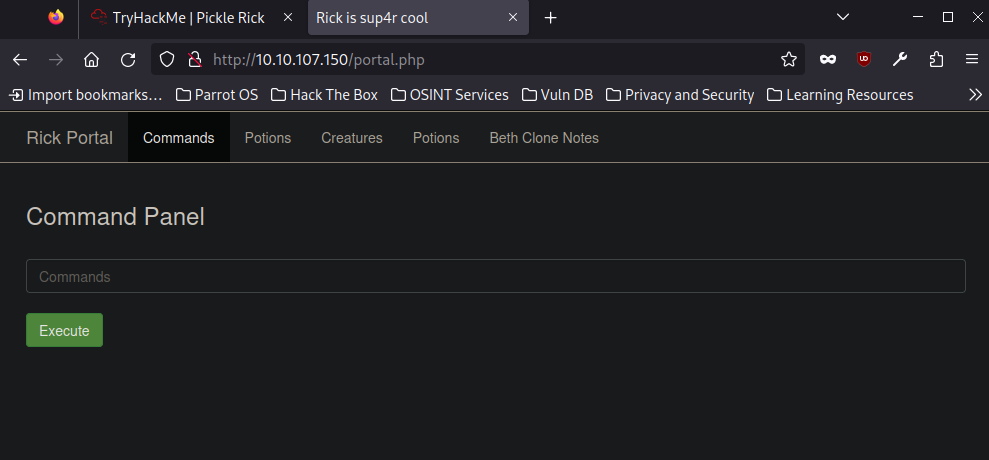 TryHackMe | Pickle Rick
Rick is sup4r cool
http://10.10.107.150/portal.php
Import bookmarks... Parrot OS Hack The Box OSINT Services Vuln DB Privacy and Security Learning Resources
Rick Portal Commands Potions Creatures Potions Beth Clone Notes
Command Panel
Commands
Execute